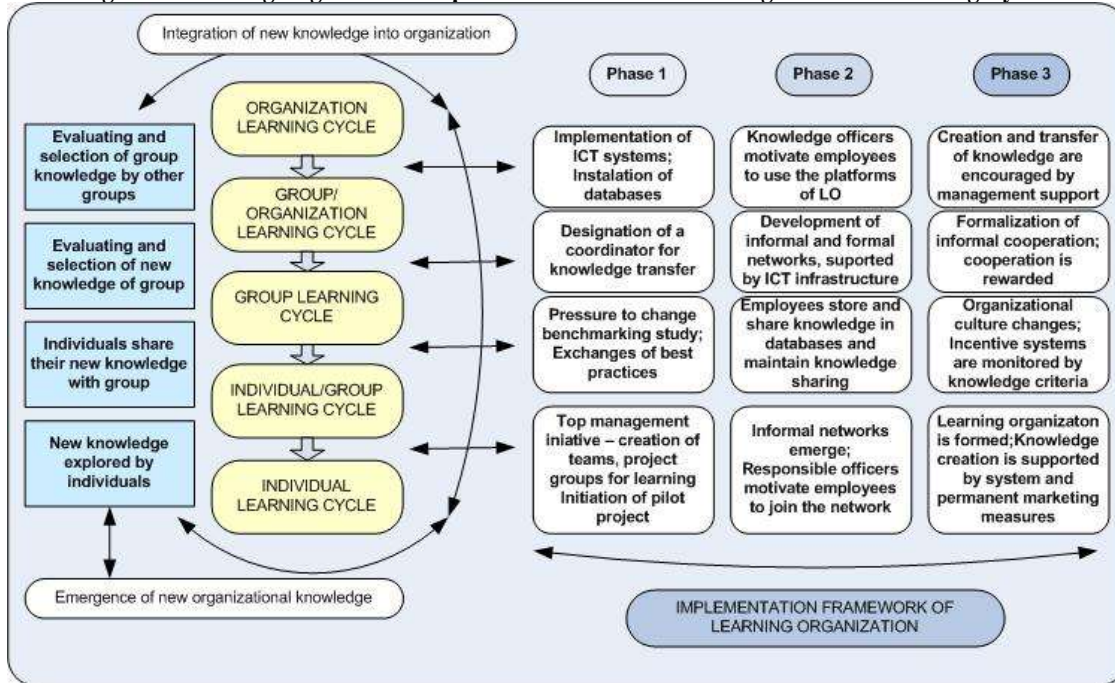 Integration of new knowledge into organization
Evaluating and
selection of group
knowledge by other
groups
Evaluating and
selection of new
knowledge of group
Individuals share
their new knowledge
with group
New knowledge
explored by
individuals
Emergence of new organizational knowledge
ORGANIZATION
LEARNING CYCLE
GROUP/
ORGANIZATION
LEARNING CYCLE
GROUP LEARNING
CYCLE
INDIVIDUAL/GROUP
LEARNING CYCLE
INDIVIDUAL
LEARNING CYCLE
Phase 1
Implementation of
ICT systems;
Instalation of
databases
Designation of a
coordinator for
knowledge transfer
Pressure to change
benchmarking study;
Exchanges of best
practices
Top management
iniative – creation of
teams, project
groups for learning
Initiation of pilot
project
Phase 2
Knowledge officers
motivate employees
to use the platforms
of LO
Development of
informal and formal
networks, suported
by ICT infrastructure
Employees store and
share knowledge in
databases and
maintain knowledge
sharing
Informal networks
emerge;
Responsible officers
motivate employees
to join the network
Phase 3
Creation and transfer
of knowledge are
encouraged by
management support
Formalization of
informal cooperation;
cooperation is
rewarded
Organizational
culture changes;
Incentive systems
are monitored by
knowledge criteria
Learning organizaton
is formed;Knowledge
creation is supported
by system and
permanent marketing
measures
IMPLEMENTATION FRAMEWORK OF
LEARNING ORGANIZATION